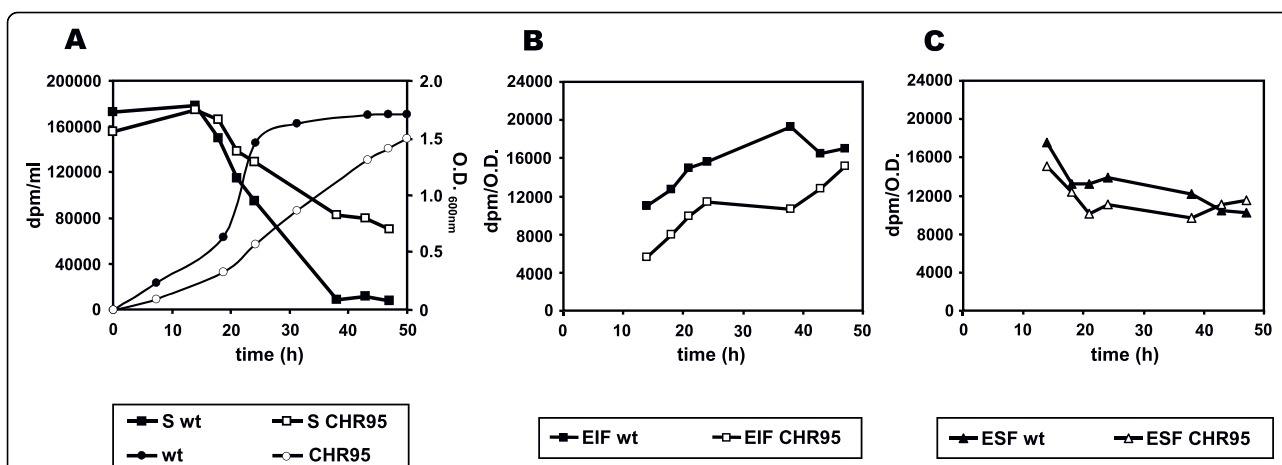 A
B
C
200000
160000
120000
80000
40000
0
dpm/ml
2.0
1.5
1.0
0.5
0
O.D. 600nm
0 10 20 30 40 50
time (h)
S wt S CHR95
wt CHR95
24000
20000
16000
12000
8000
4000
0
dpm/O.D.
0 10 20 30 40 50
time (h)
EIF wt EIF CHR95
24000
20000
16000
12000
8000
4000
0
dpm/O.D.
0 10 20 30 40 50
time (h)
ESF wt ESF CHR95